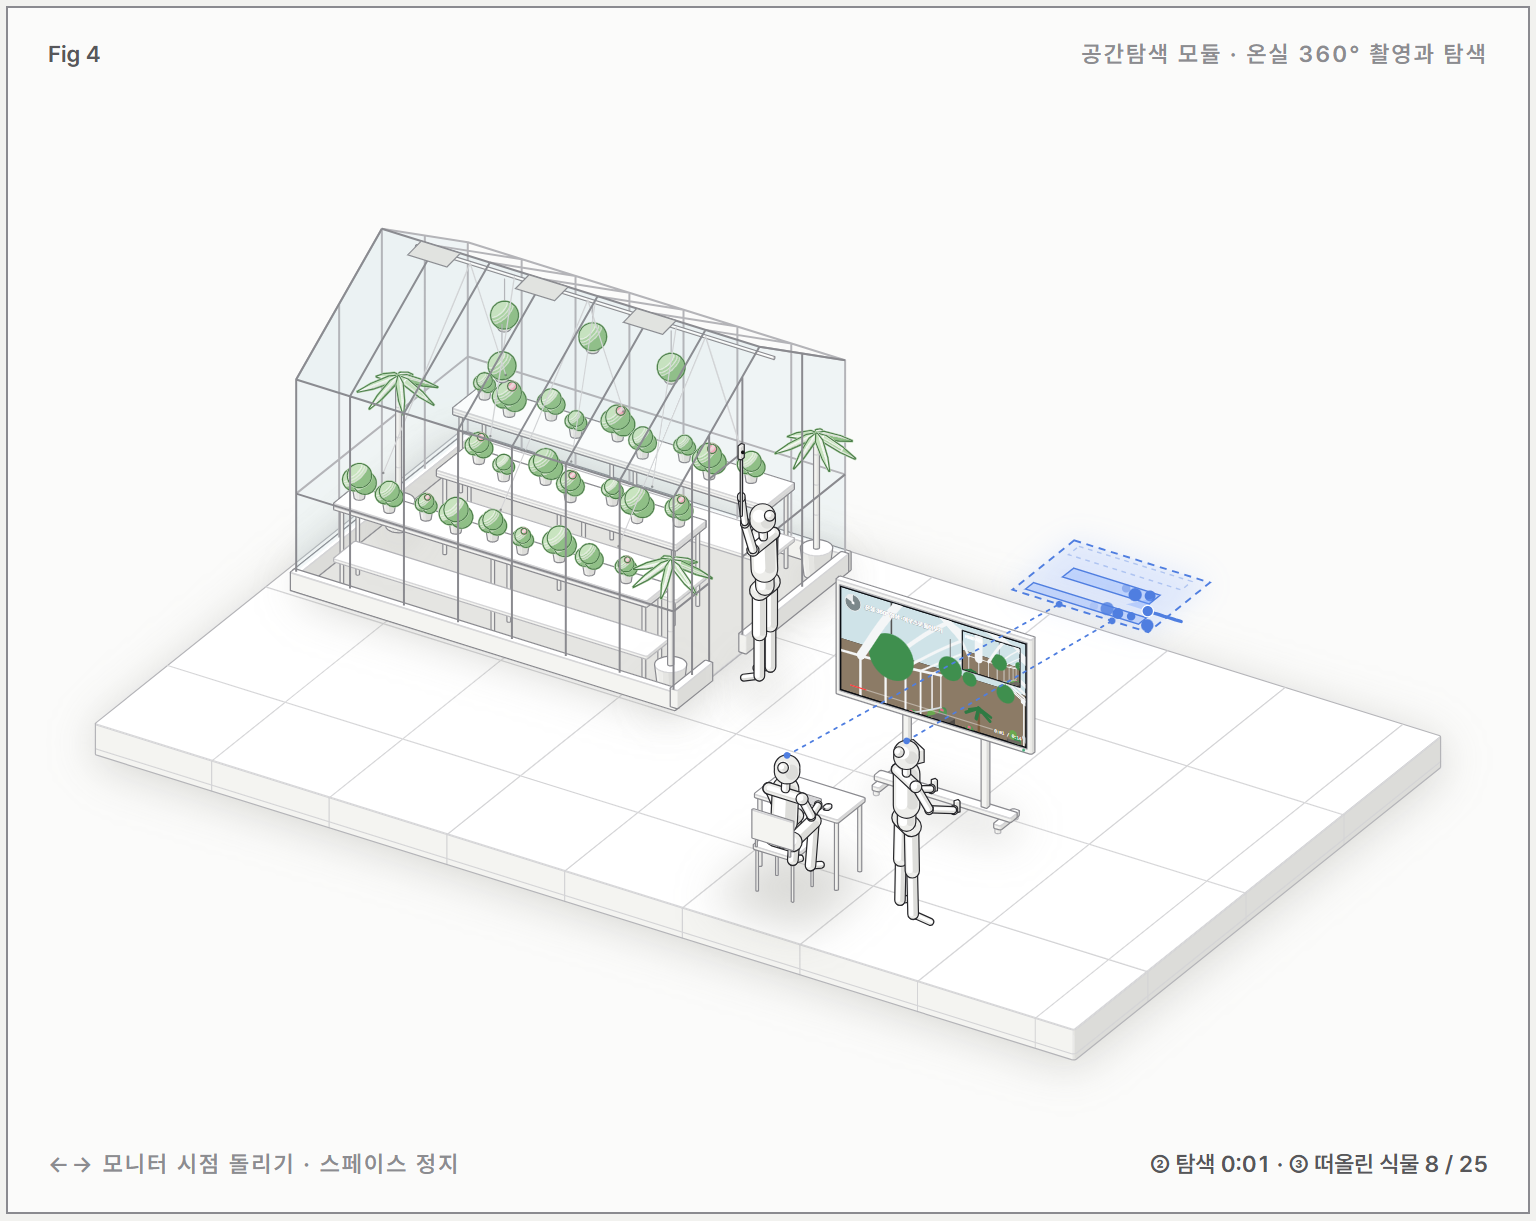 Fig 4
공간탐색 모듈 · 온실 360° 촬영과 탐색
←→ 모니터 시점 돌리기 · 스페이스 정지
② 탐색 0:01 · ③ 떠올린 식물 8 / 25